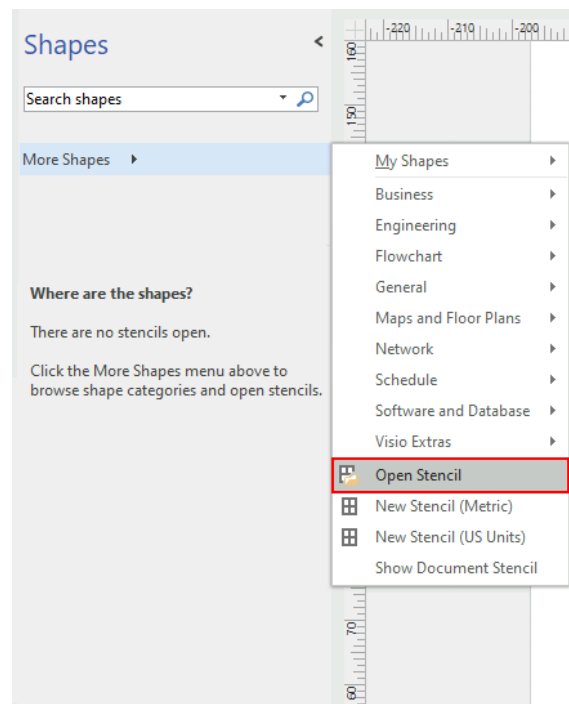 Shapes
-220 -210 -200
Search shapes
More Shapes
160
150
My Shapes
Business
Engineering
Flowchart
General
Maps and Floor Plans
Network
Schedule
Software and Database
Visio Extras
Open Stencil
New Stencil (Metric)
New Stencil (US Units)
Show Document Stencil
Where are the shapes?
There are no stencils open.
Click the More Shapes menu above to
browse shape categories and open stencils.
70